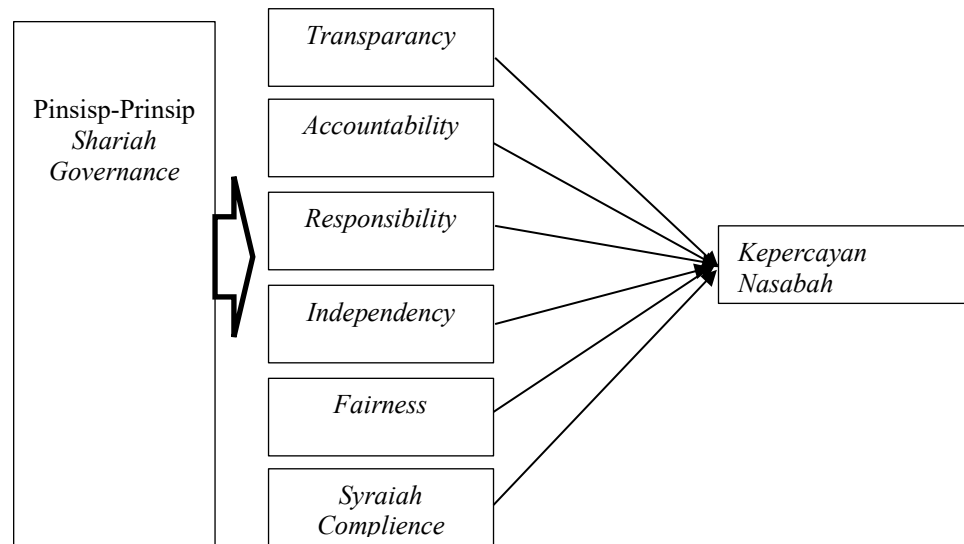 Pinsisp-Prinsip
Shariah
Governance
Transparancy
Accountability
Responsibility
Independency
Fairness
Syraiah
Complience
Kepercayan
Nasabah